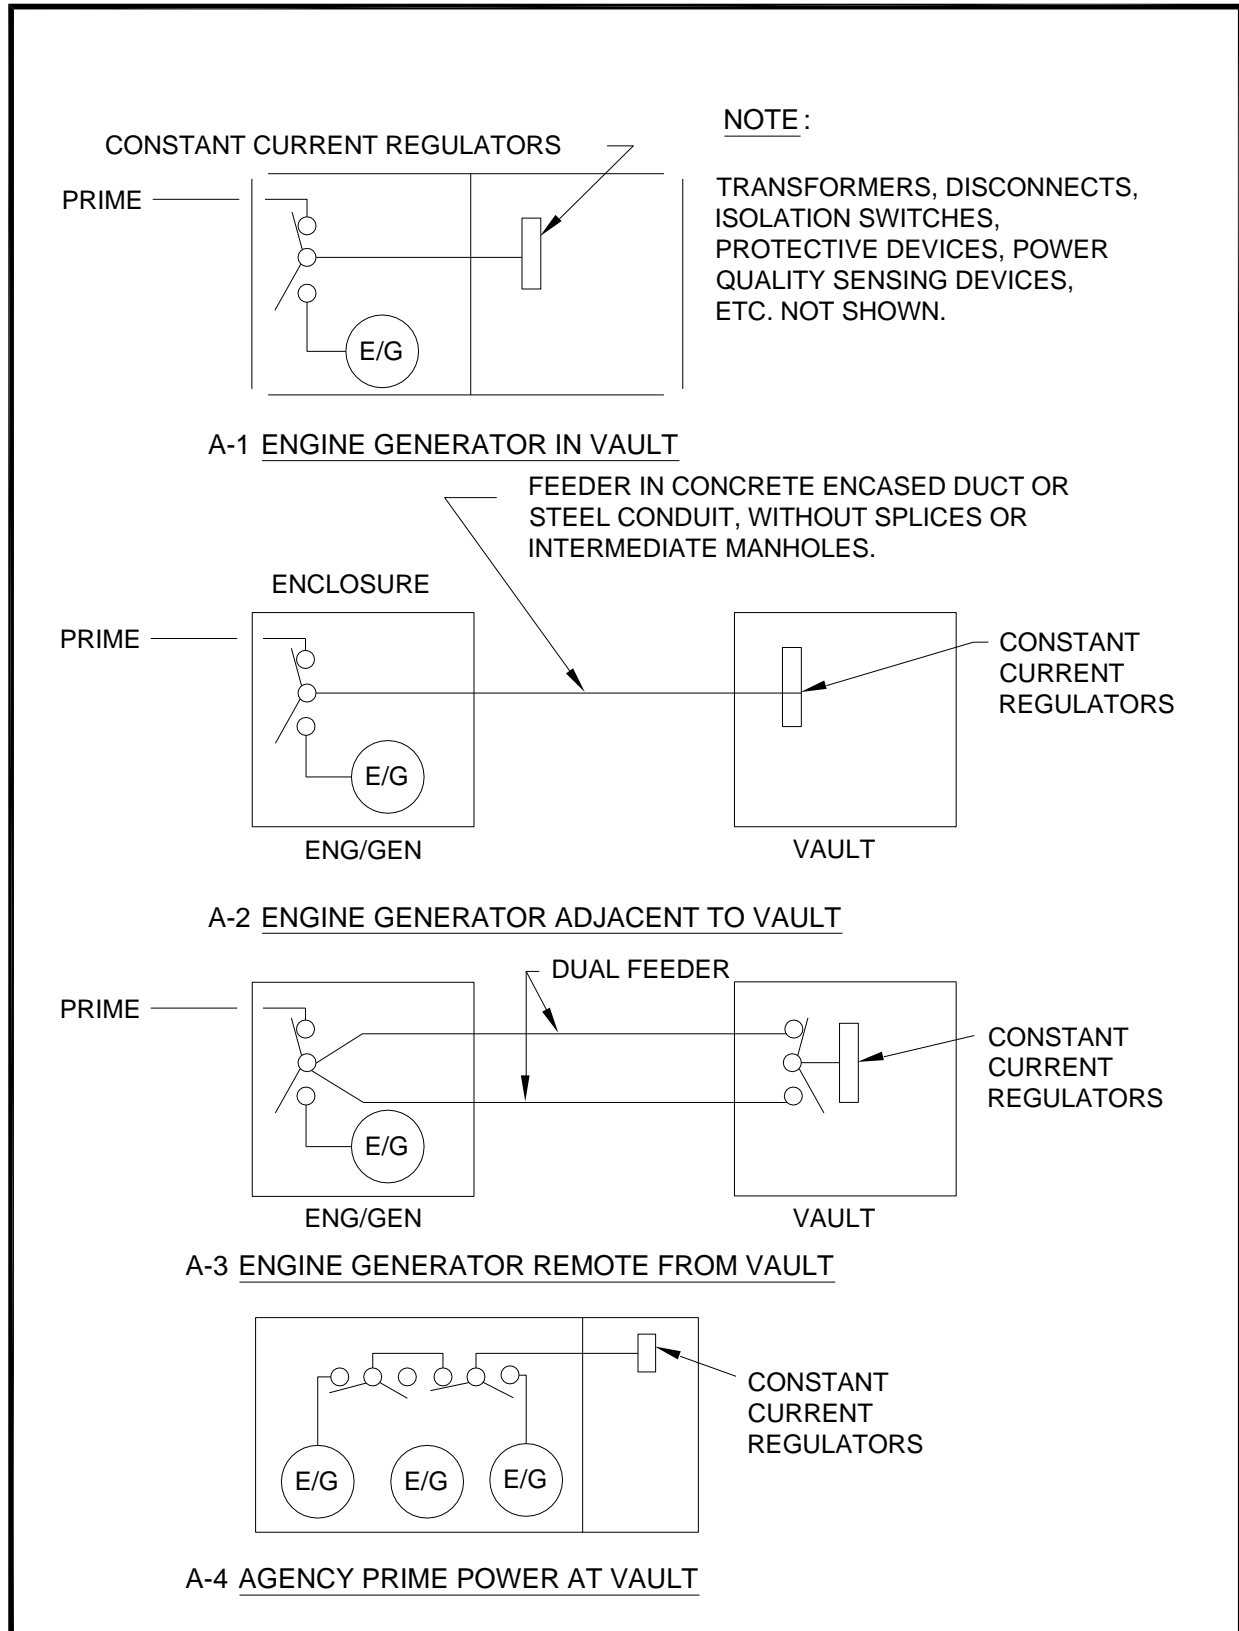 NOTE:
CONSTANT CURRENT REGULATORS
PRIME
TRANSFORMERS, DISCONNECTS,
ISOLATION SWITCHES,
PROTECTIVE DEVICES, POWER
QUALITY SENSING DEVICES,
ETC. NOT SHOWN.
E/G
A-1 ENGINE GENERATOR IN VAULT
FEEDER IN CONCRETE ENCASED DUCT OR
STEEL CONDUIT, WITHOUT SPLICES OR
INTERMEDIATE MANHOLES.
ENCLOSURE
PRIME
CONSTANT
CURRENT
REGULATORS
E/G
ENG/GEN
VAULT
A-2 ENGINE GENERATOR ADJACENT TO VAULT
DUAL FEEDER
PRIME
CONSTANT
CURRENT
REGULATORS
E/G
ENG/GEN
VAULT
A-3 ENGINE GENERATOR REMOTE FROM VAULT
CONSTANT
CURRENT
REGULATORS
E/G
E/G
E/G
A-4 AGENCY PRIME POWER AT VAULT